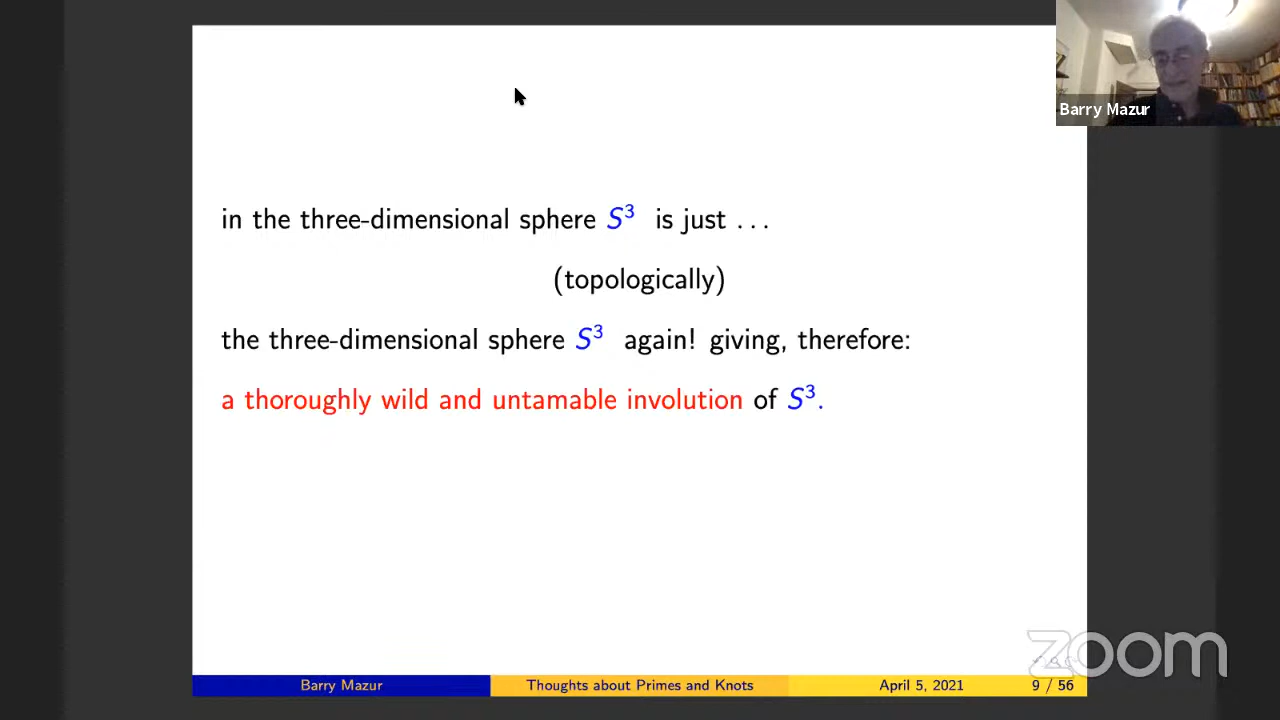 Barry Mazur
in the three-dimensional sphere S³ is just . . .
(topologically)
the three-dimensional sphere S³ again! giving, therefore:
a thoroughly wild and untamable involution of S³.
zoom
Barry Mazur Thoughts about Primes and Knots April 5, 2021 9 / 56